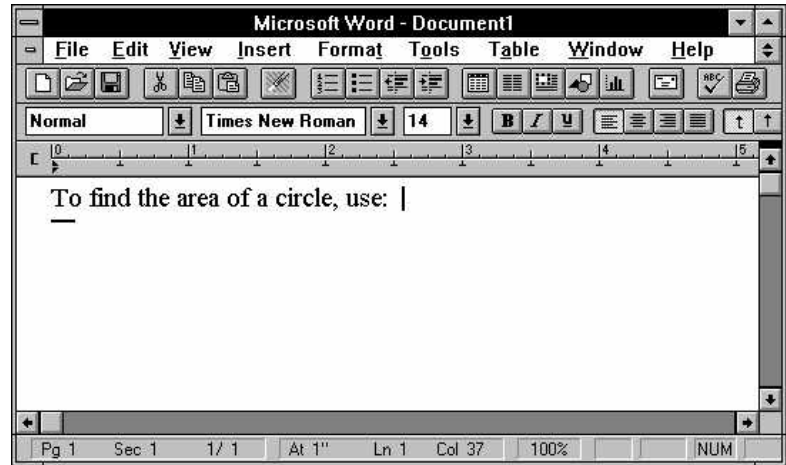 Microsoft Word - Document1
File Edit View Insert Format Tools Table Window Help
ABC
Normal Times New Roman 14 B I U
0 1 2 3 4 5
To find the area of a circle, use:
Pg 1 Sec 1 1/ 1 At 1" Ln 1 Col 37 100% NUM